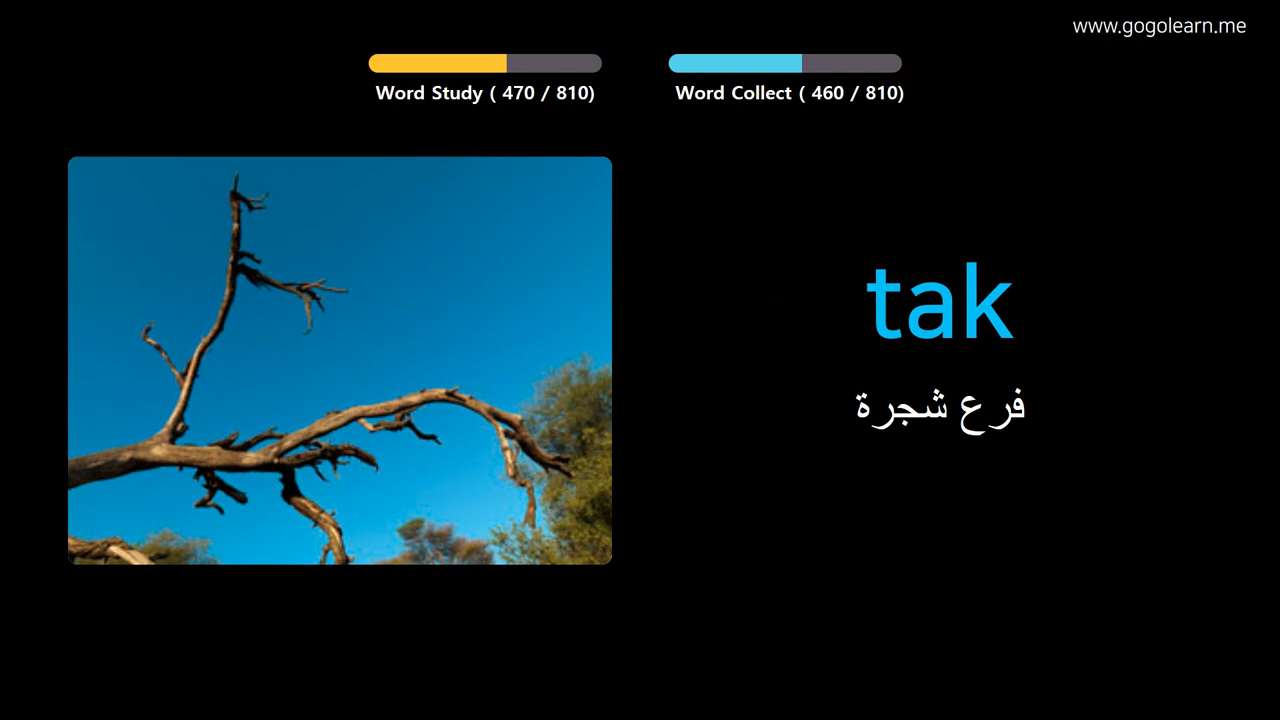 www.gogolearn.me
Word Study ( 470 / 810)
Word Collect ( 460 / 810)
tak
فرع شجرة